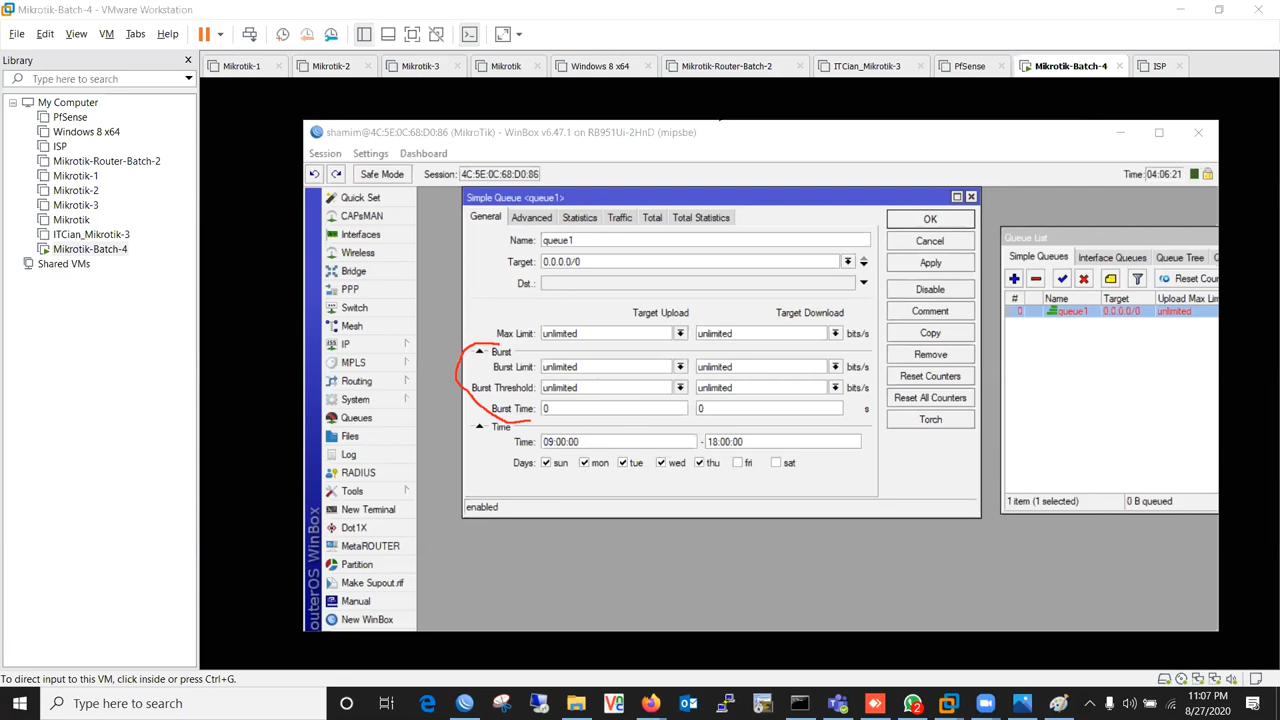 Mikrotik-Batch-4 - VMware Workstation
File Edit View VM Tabs Help
Library
Type here to search
My Computer
PfSense
Windows 8 x64
ISP
Mikrotik-Router-Batch-2
Mikrotik-1
Mikrotik-2
Mikrotik-3
Mikrotik
ITCian_Mikrotik-3
Mikrotik-Batch-4
Shared VMs
Mikrotik-1 Mikrotik-2 Mikrotik-3 Mikrotik Windows 8 x64 Mikrotik-Router-Batch-2 ITCian_Mikrotik-3 PfSense Mikrotik-Batch-4 ISP
shamim@4C:5E:0C:68:D0:86 (MikroTik) - WinBox v6.47.1 on RB951Ui-2HnD (mipsbe)
Session Settings Dashboard
Safe Mode Session: 4C:5E:0C:68:D0:86 Time: 04:06:21
Quick Set
CAPsMAN
Interfaces
Wireless
Bridge
PPP
Switch
Mesh
IP
MPLS
Routing
System
Queues
Files
Log
RADIUS
Tools
New Terminal
Dot1X
MetaROUTER
Partition
Make Supout.rif
Manual
New WinBox
outerOS WinBox
Simple Queue <queue1>
General Advanced Statistics Traffic Total Total Statistics
Name: queue1
Target: 0.0.0.0/0
Dst.:
Target Upload Target Download
Max Limit: unlimited unlimited bits/s
Burst
Burst Limit: unlimited unlimited bits/s
Burst Threshold: unlimited unlimited bits/s
Burst Time: 0 0 s
Time
Time: 09:00:00 - 18:00:00
Days: sun mon tue wed thu fri sat
enabled
OK
Cancel
Apply
Disable
Comment
Copy
Remove
Reset Counters
Reset All Counters
Torch
Queue List
Simple Queues Interface Queues Queue Tree
Reset Coun
# Name Target Upload Max Limi
0 queue1 0.0.0.0/0 unlimited
1 item (1 selected) 0 B queued
To direct input to this VM, click inside or press Ctrl+G.
Type here to search
2
11:07 PM
8/27/2020